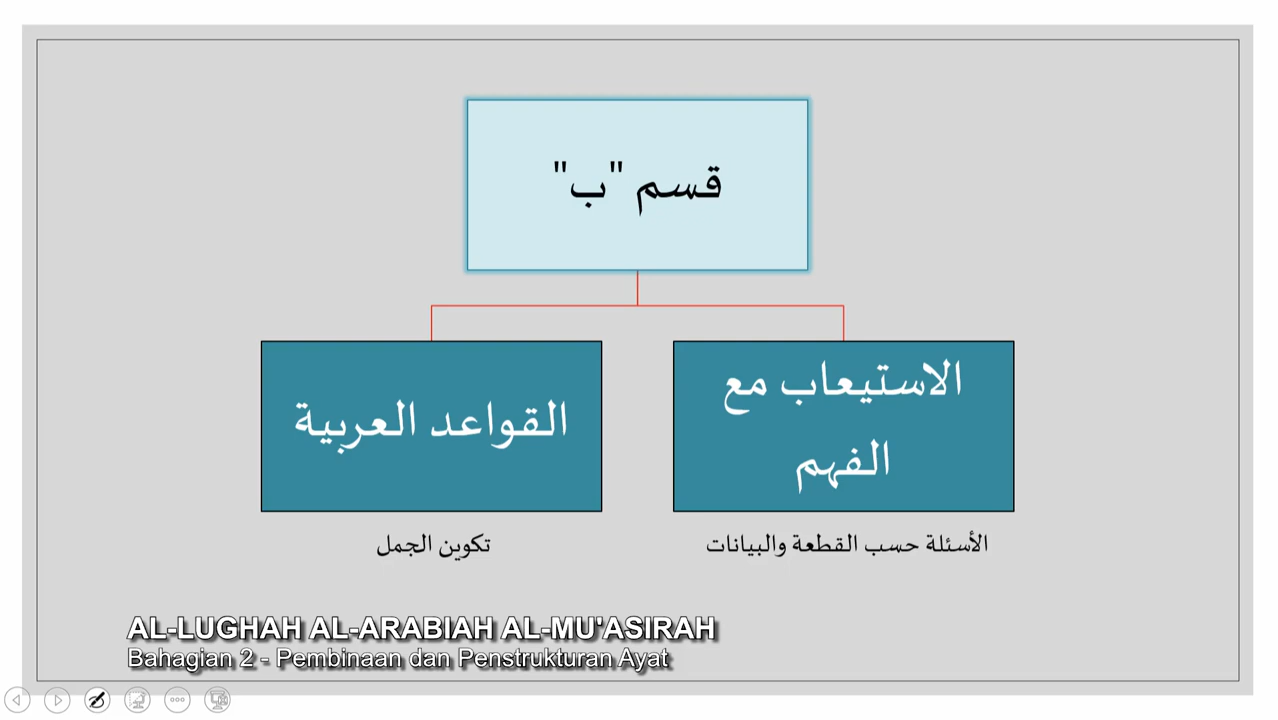 قسم "ب"
الاستيعاب مع
الفهم
القواعد العربية
الأسئلة حسب القطعة والبيانات
تكوين الجمل
AL-LUGHAH AL-ARABIAH AL-MU'ASIRAH
Bahagian 2 - Pembinaan dan Penstrukturan Ayat